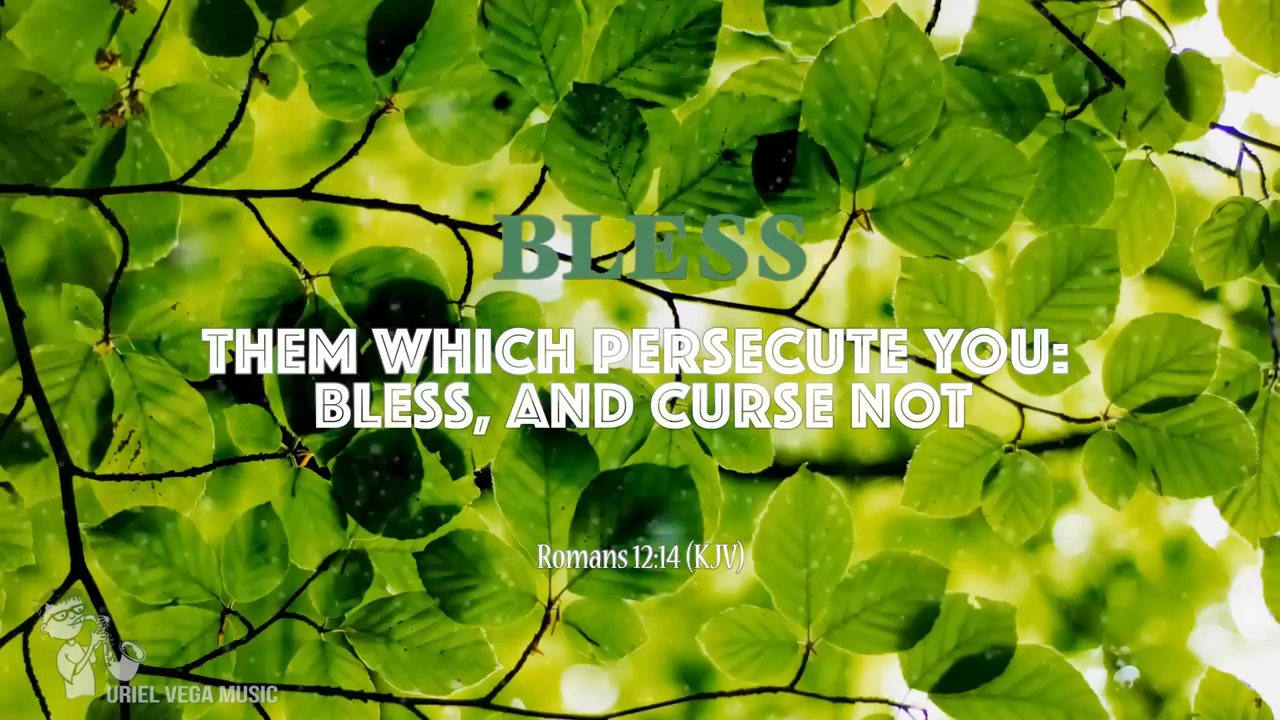 BLESS
THEM WHICH PERSECUTE YOU:
BLESS, AND CURSE NOT
Romans 12:14 (KJV)
URIEL VEGA MUSIC